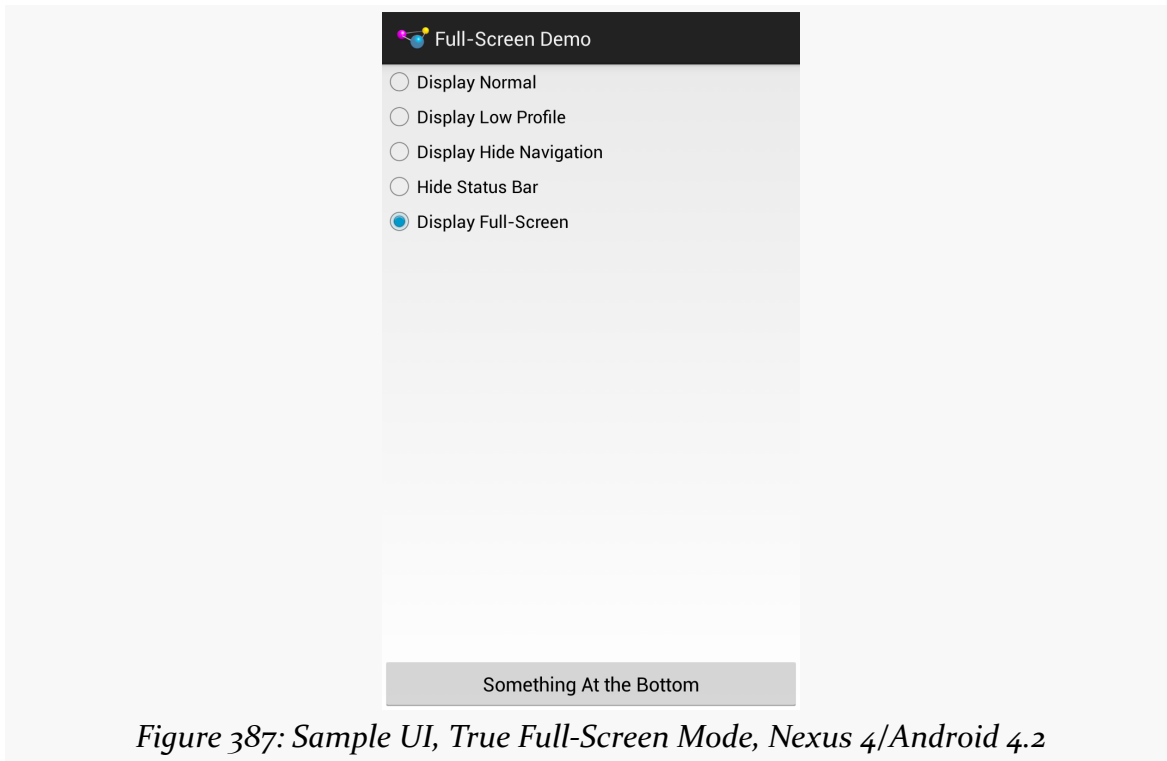 Full-Screen Demo
Display Normal
Display Low Profile
Display Hide Navigation
Hide Status Bar
Display Full-Screen
Something At the Bottom
Figure 387: Sample UI, True Full-Screen Mode, Nexus 4/Android 4.2